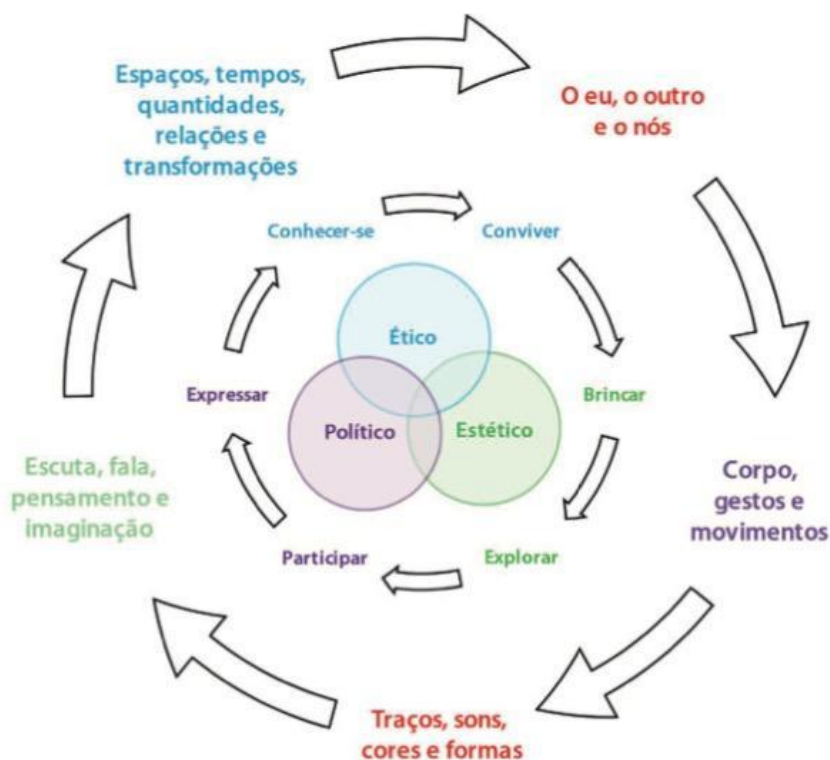 Espaços, tempos,
quantidades,
relações e
transformações
O eu, o outro
e o nós
Conhecer-se
Conviver
Ético
Expressar
Brincar
Político
Estético
Escuta, fala,
pensamento e
imaginação
Corpo,
gestos e
movimentos
Participar
Explorar
Traços, sons,
cores e formas